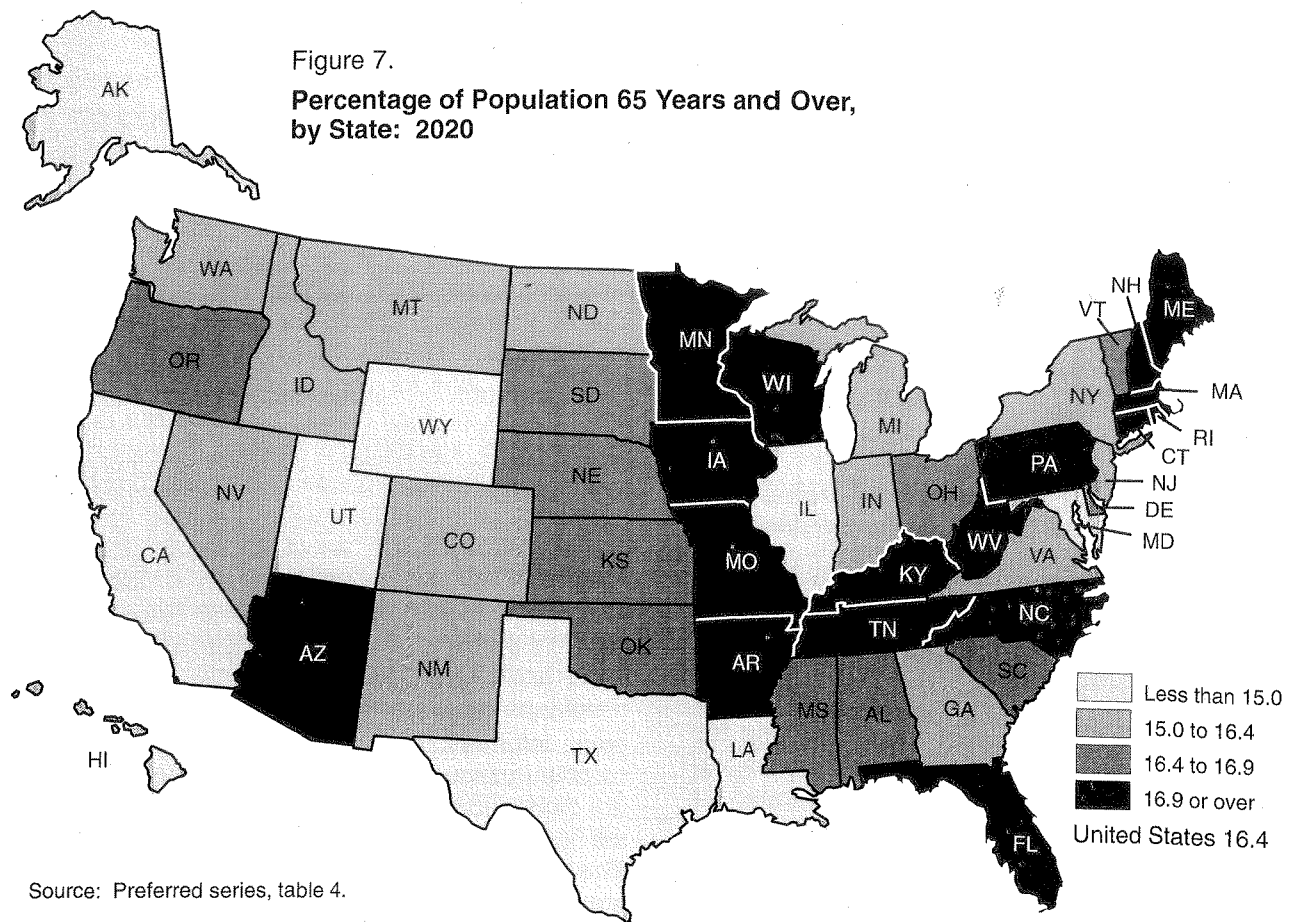 Figure 7.
Percentage of Population 65 Years and Over,
by State: 2020
AK
WA
MT
ND
MN
NH
VT
ME
OR
ID
SD
WI
NY
MA
WY
MI
RI
IA
CT
NV
NE
PA
NJ
UT
IL
IN
OH
DE
CA
CO
WV
VA
MD
KS
MO
KY
NC
TN
AZ
NM
OK
AR
SC
MS
AL
GA
HI
TX
LA
FL
Less than 15.0
15.0 to 16.4
16.4 to 16.9
16.9 or over
United States 16.4
Source: Preferred series, table 4.